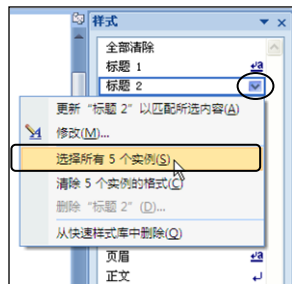 样式
全部清除
标题 1
标题 2
更新 “标题 2” 以匹配所选内容(A)
修改(M)...
选择所有 5 个实例(S)
清除 5 个实例的格式(C)
删除 “标题 2” (D)...
从快速样式库中删除(Q)
页眉
正文